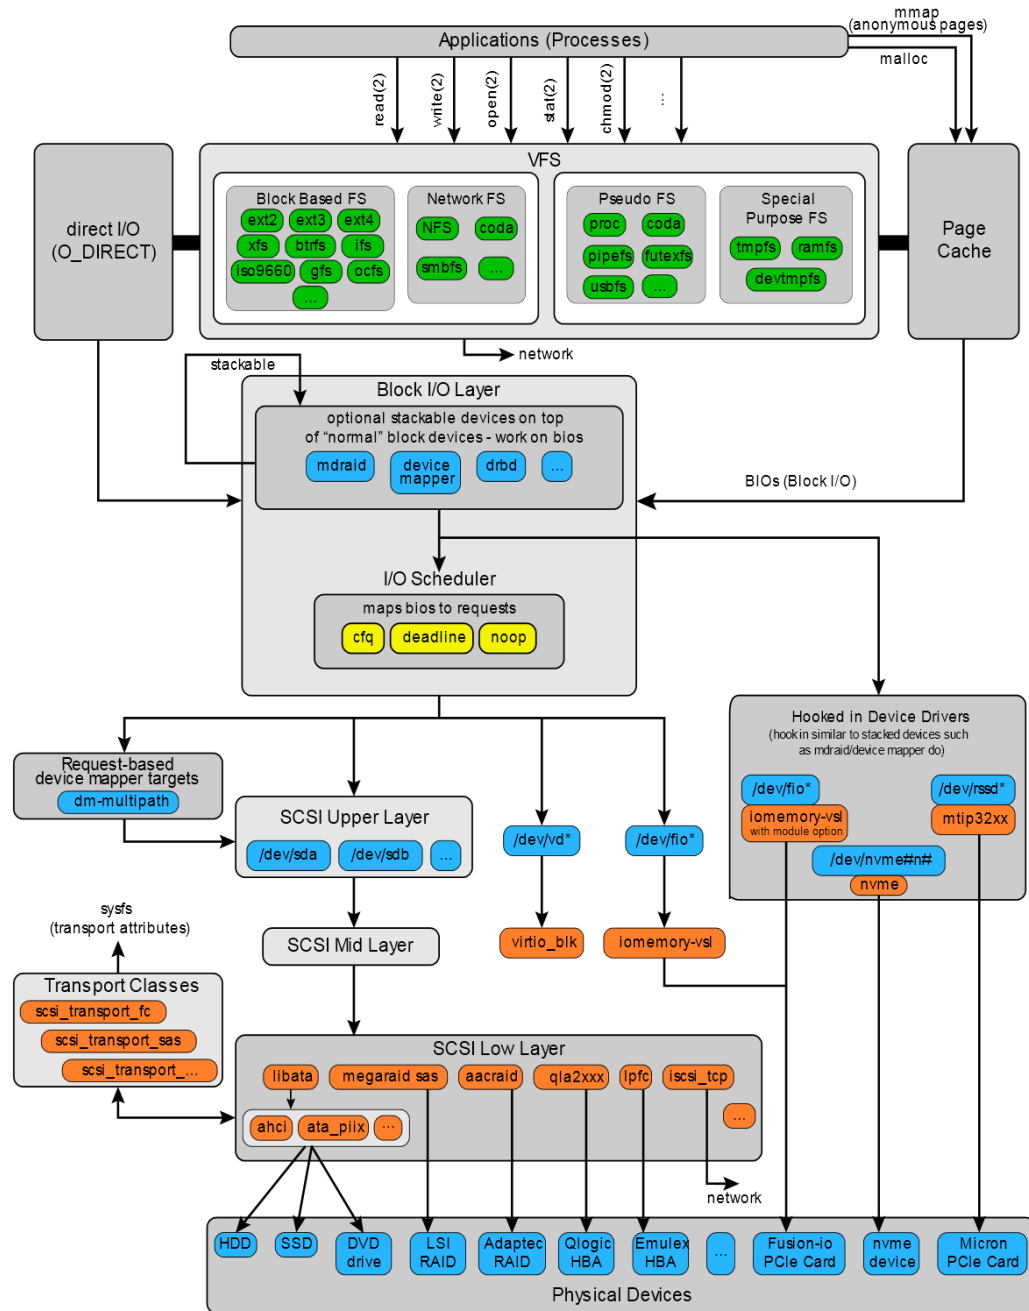 mmap
(anonymous pages)
Applications (Processes)
malloc
read(2)
write(2)
open(2)
stat(2)
chmod(2)
...
VFS
direct I/O
(O_DIRECT)
Block Based FS
ext2 ext3 ext4
xfs btrfs ifs
iso9660 gfs ocfs
...
Network FS
NFS coda
smbfs ...
Pseudo FS
proc coda
pipefs futexfs
usbfs ...
Special
Purpose FS
tmpfs ramfs
devtmpfs
Page
Cache
network
stackable
Block I/O Layer
optional stackable devices on top
of “normal” block devices - work on bios
mdraid
device
mapper
drbd
...
BIOs (Block I/O)
I/O Scheduler
maps bios to requests
cfq deadline noop
Hooked in Device Drivers
(hook in similar to stacked devices such
as mdraid/device mapper do)
/dev/fio*
iomemory-vsl
with module option
/dev/rssd*
mtip32xx
/dev/nvme#n#
nvme
Request-based
device mapper targets
dm-multipath
SCSI Upper Layer
/dev/sda /dev/sdb ...
/dev/vd*
/dev/fio*
sysfs
(transport attributes)
SCSI Mid Layer
virtio_blk
iomemory-vsl
Transport Classes
scsi_transport_fc
scsi_transport_sas
scsi_transport_...
SCSI Low Layer
libata megaraid sas aacraid qla2xxx lpfc iscsi_tcp
...
ahci ata_piix ...
network
HDD
SSD
DVD
drive
LSI
RAID
Adaptec
RAID
Qlogic
HBA
Emulex
HBA
...
Fusion-io
PCIe Card
nvme
device
Micron
PCIe Card
Physical Devices